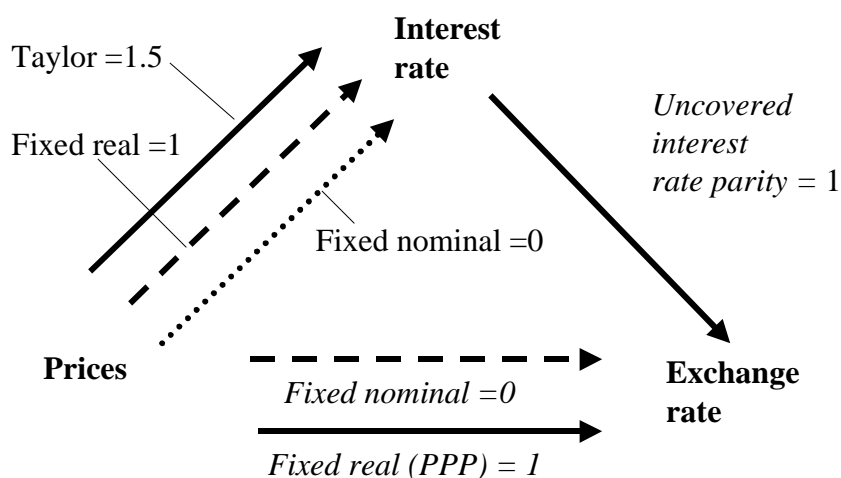 Interest
rate
Taylor =1.5
Uncovered
interest
rate parity = 1
Fixed real =1
Fixed nominal =0
Prices
Exchange
rate
Fixed nominal =0
Fixed real (PPP) = 1